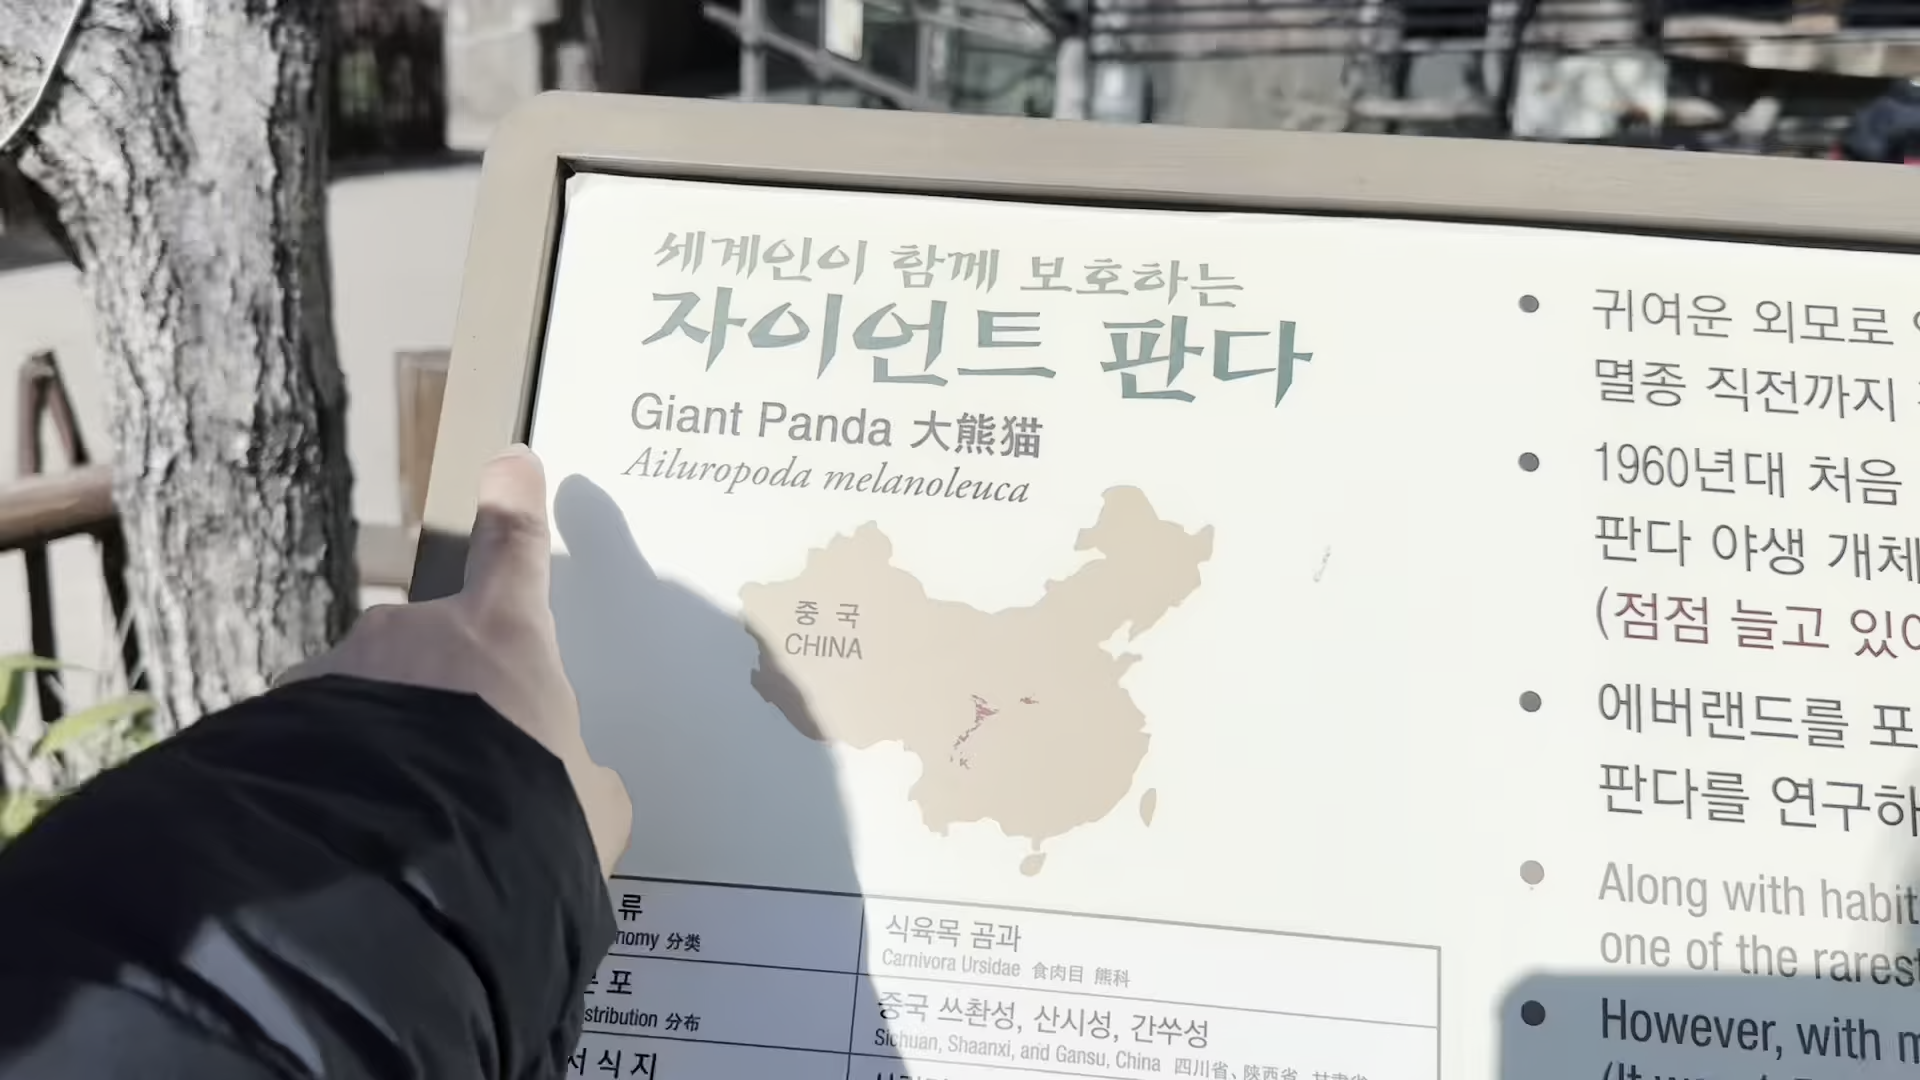 세계인이 함께 보호하는
자이언트 판다
Giant Panda 大熊猫
Ailuropoda melanoleuca
중 국
CHINA
류
nomy 分类
식육목 곰과
Carnivora Ursidae 食肉目 熊科
포
stribution 分布
중국 쓰촨성, 산시성, 간쑤성
Sichuan, Shaanxi, and Gansu, China 四川省、陕西省、甘肃省
서 식 지
귀여운 외모로
멸종 직전까지
1960년대 처음
판다 야생 개체
(점점 늘고 있어
에버랜드를 포
판다를 연구하
Along with habit
one of the rarest
However, with m